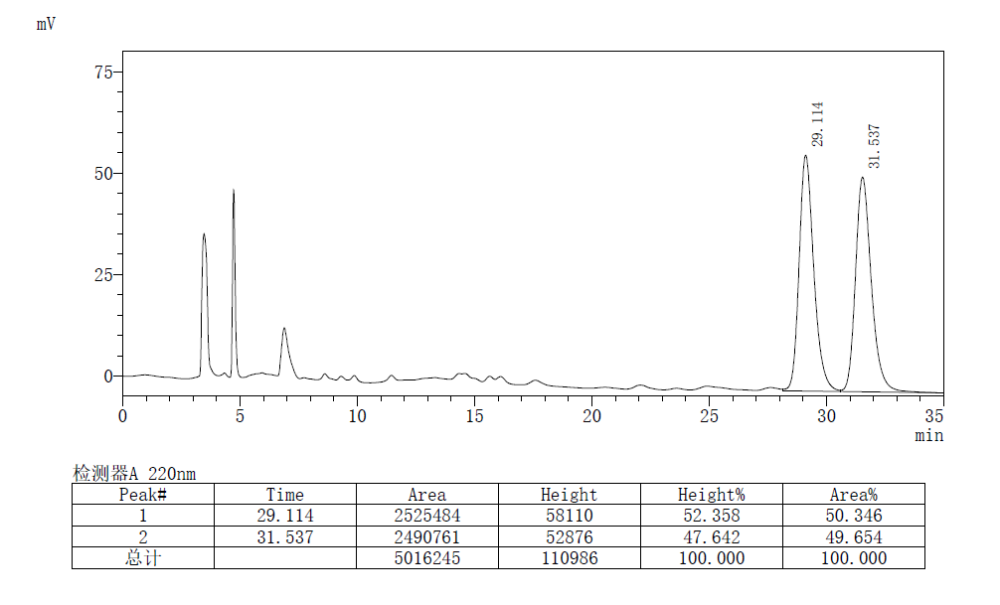 mV
75
50
25
0
29.114
31.537
0 5 10 15 20 25 30 35
min
检测器A 220nm
Peak# Time Area Height Height% Area%
1 29.114 2525484 58110 52.358 50.346
2 31.537 2490761 52876 47.642 49.654
总计 5016245 110986 100.000 100.000